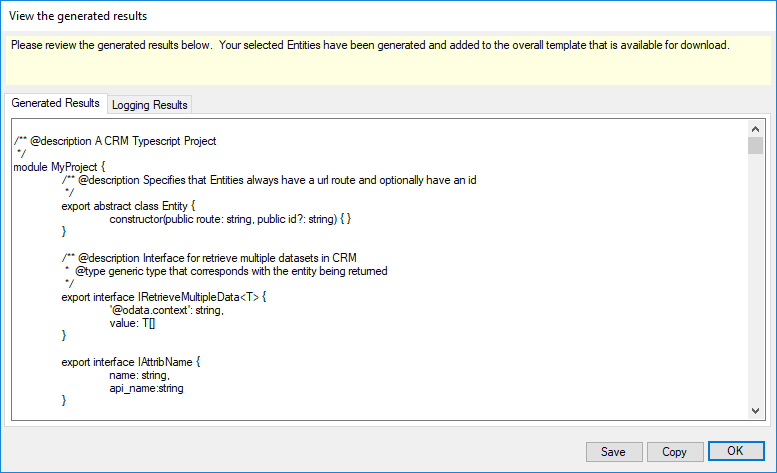 View the generated results
Please review the generated results below.  Your selected Entities have been generated and added to the overall template that is available for download.
Generated Results
Logging Results
/** @description A CRM Typescript Project
*/
module MyProject {
/** @description Specifies that Entities always have a url route and optionally have an id
*/
export abstract class Entity {
constructor(public route: string, public id?: string) { }
}
/** @description Interface for retrieve multiple datasets in CRM
*  @type generic type that corresponds with the entity being returned
*/
export interface IRetrieveMultipleData<T> {
'@odata.context': string,
value: T[]
}
export interface IAttribName {
name: string,
api_name:string
}
Save
Copy
OK